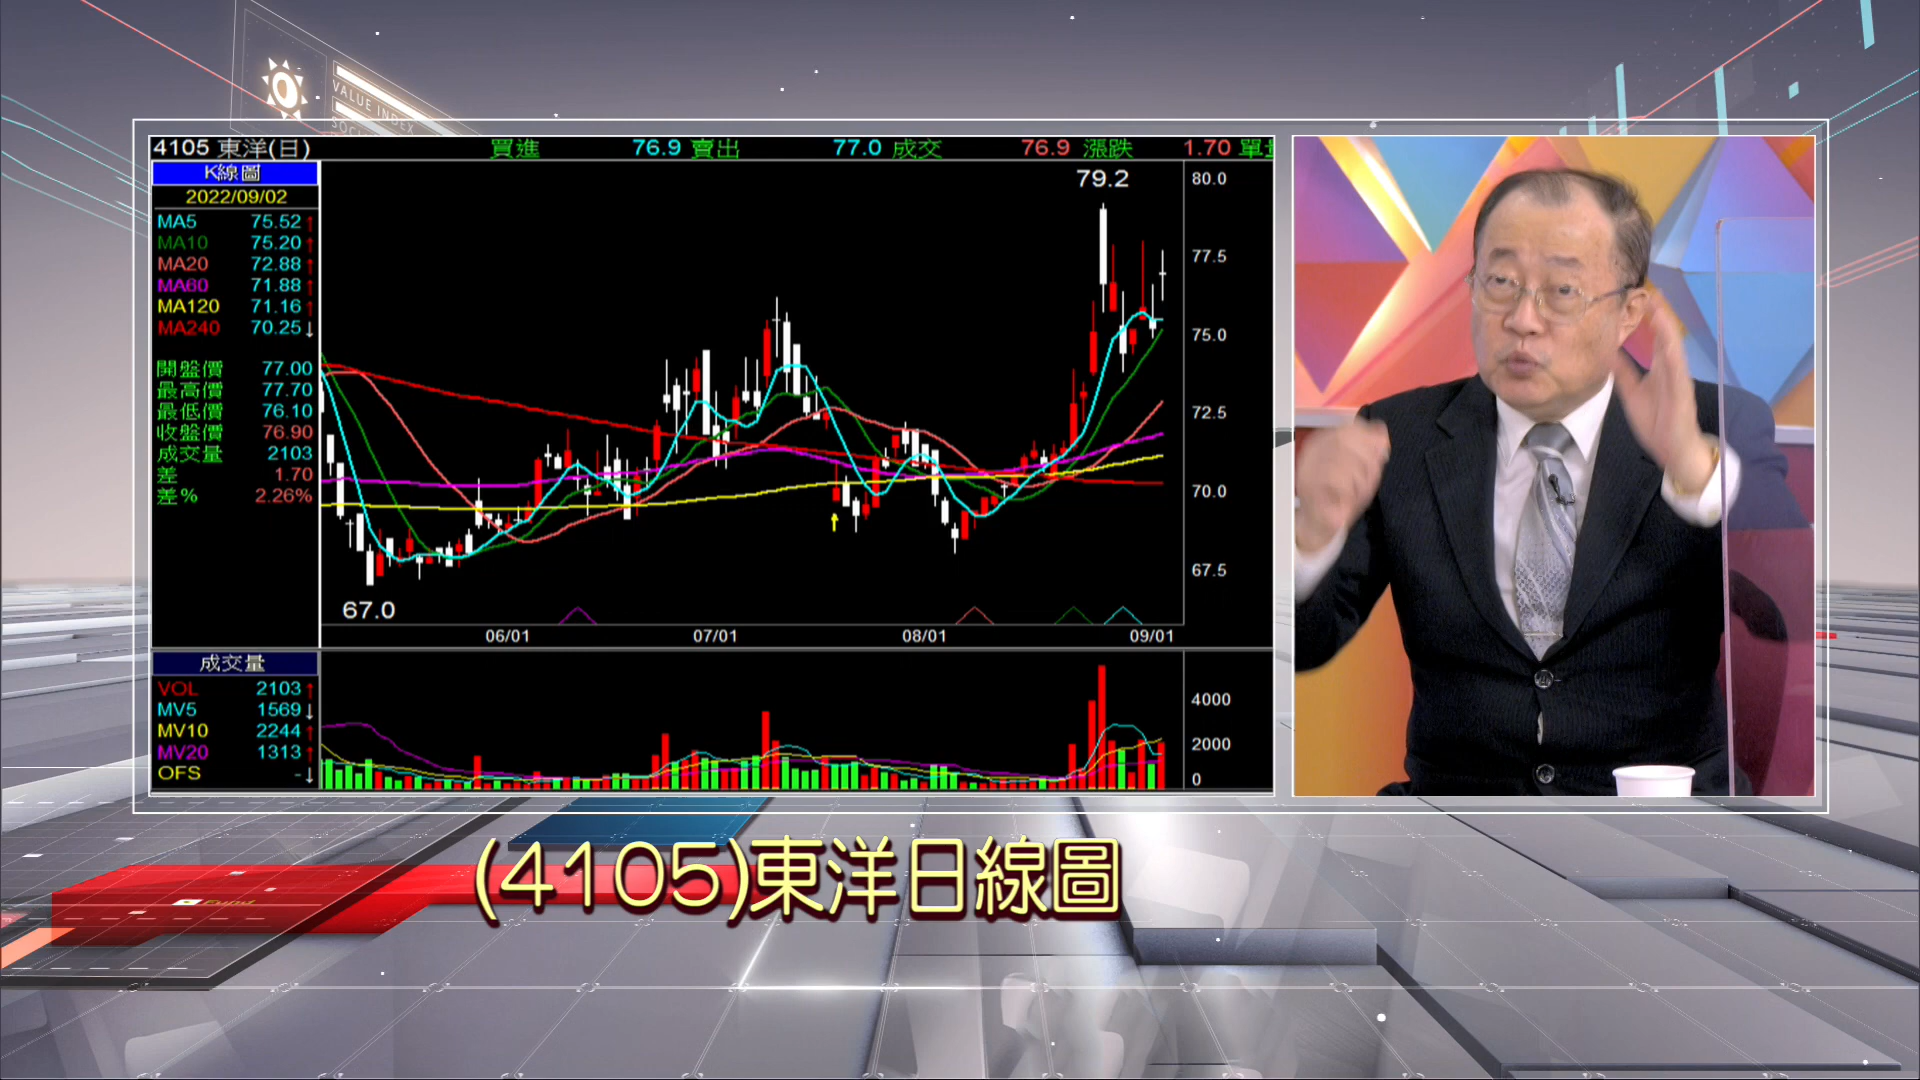 VALUE INDEX
4105 東洋(日) 買進 76.9 賣出 77.0 成交 76.9 漲跌 1.70
K線圖
2022/09/02
MA5 75.52↑
MA10 75.20↑
MA20 72.88↑
MA60 71.88↑
MA120 71.16↑
MA240 70.25↓
開盤價 77.00
最高價 77.70
最低價 76.10
收盤價 76.90
成交量 2103
差 1.70
差% 2.26%
79.2
67.0
80.0
77.5
75.0
72.5
70.0
67.5
06/01 07/01 08/01 09/01
成交量
VOL 2103↑
MV5 1569↓
MV10 2244↑
MV20 1313↑
OFS -↓
4000
2000
0
(4105)東洋日線圖